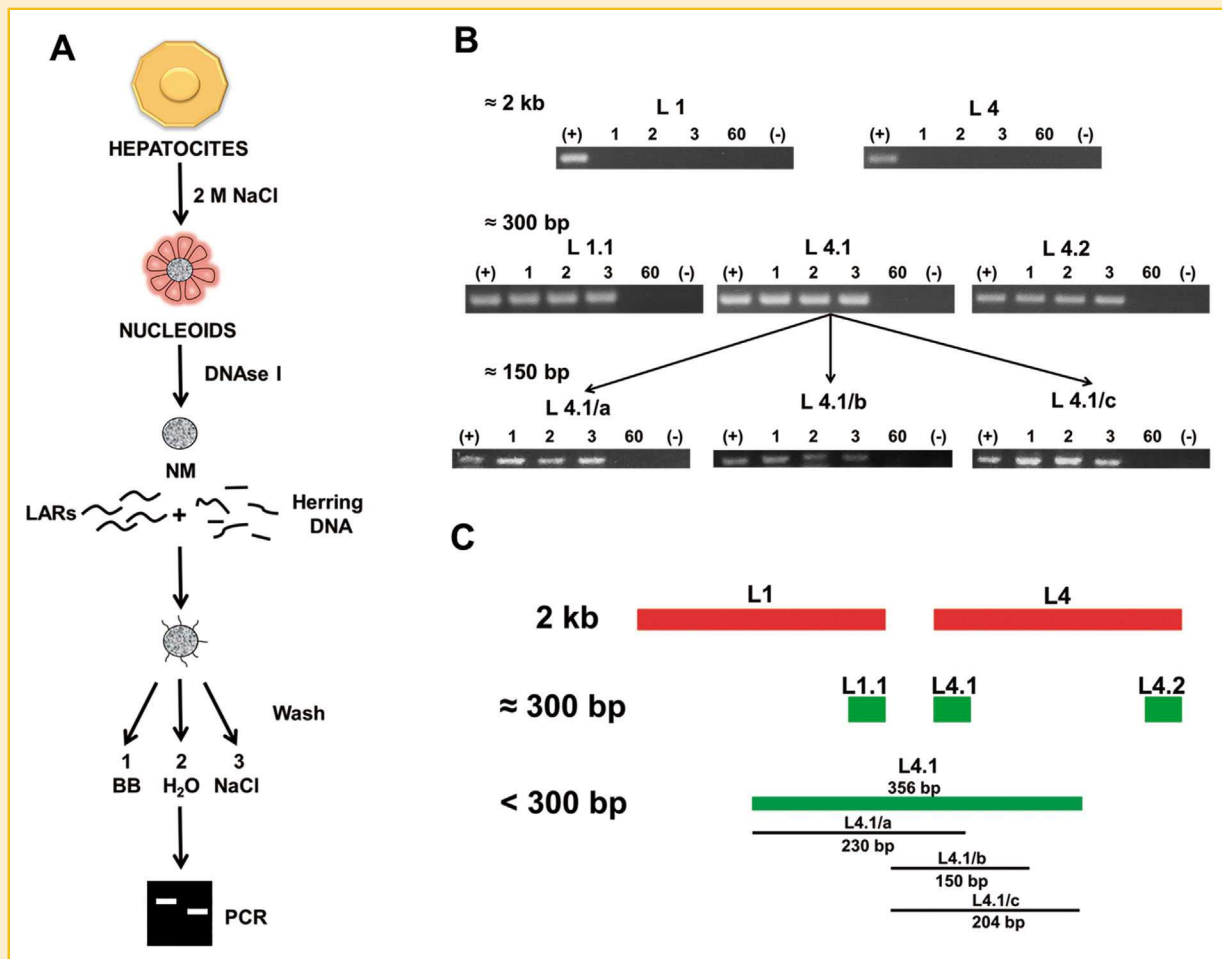 A
HEPATOCITES
2 M NaCl
NUCLEOIDS
DNAse I
NM
LARs + Herring DNA
Wash
1 2 3
BB H₂O NaCl
PCR
B
≈ 2 kb
L 1 L 4
(+) 1 2 3 60 (-) (+) 1 2 3 60 (-)
≈ 300 bp
L 1.1 L 4.1 L 4.2
(+) 1 2 3 60 (-) (+) 1 2 3 60 (-) (+) 1 2 3 60 (-)
≈ 150 bp
L 4.1/a L 4.1/b L 4.1/c
(+) 1 2 3 60 (-) (+) 1 2 3 60 (-) (+) 1 2 3 60 (-)
C
L1 L4
2 kb
L1.1 L4.1 L4.2
≈ 300 bp
L4.1
356 bp
< 300 bp
L4.1/a
230 bp
L4.1/b
150 bp
L4.1/c
204 bp